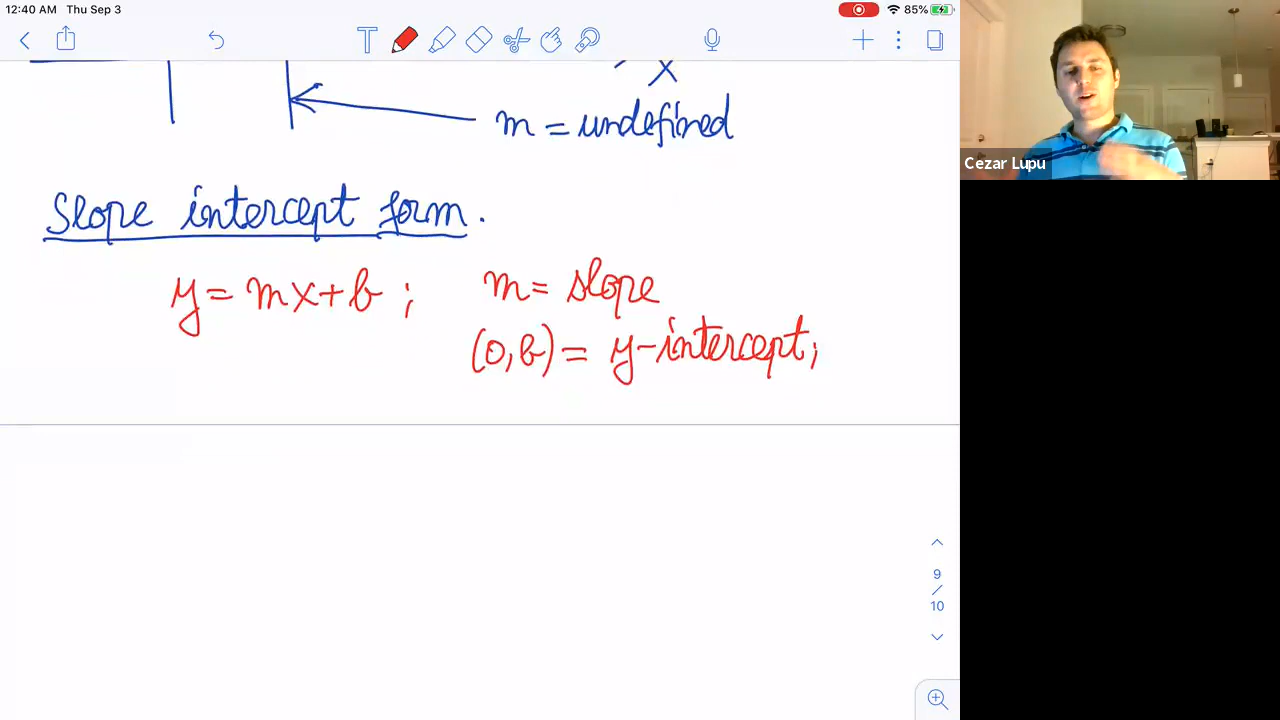 12:40 AM Thu Sep 3
85%
T
x
m = undefined
Cezar Lupu
Slope intercept form.
y = mx+b ; m = slope
(0,b) = y-intercept;
9
/
10